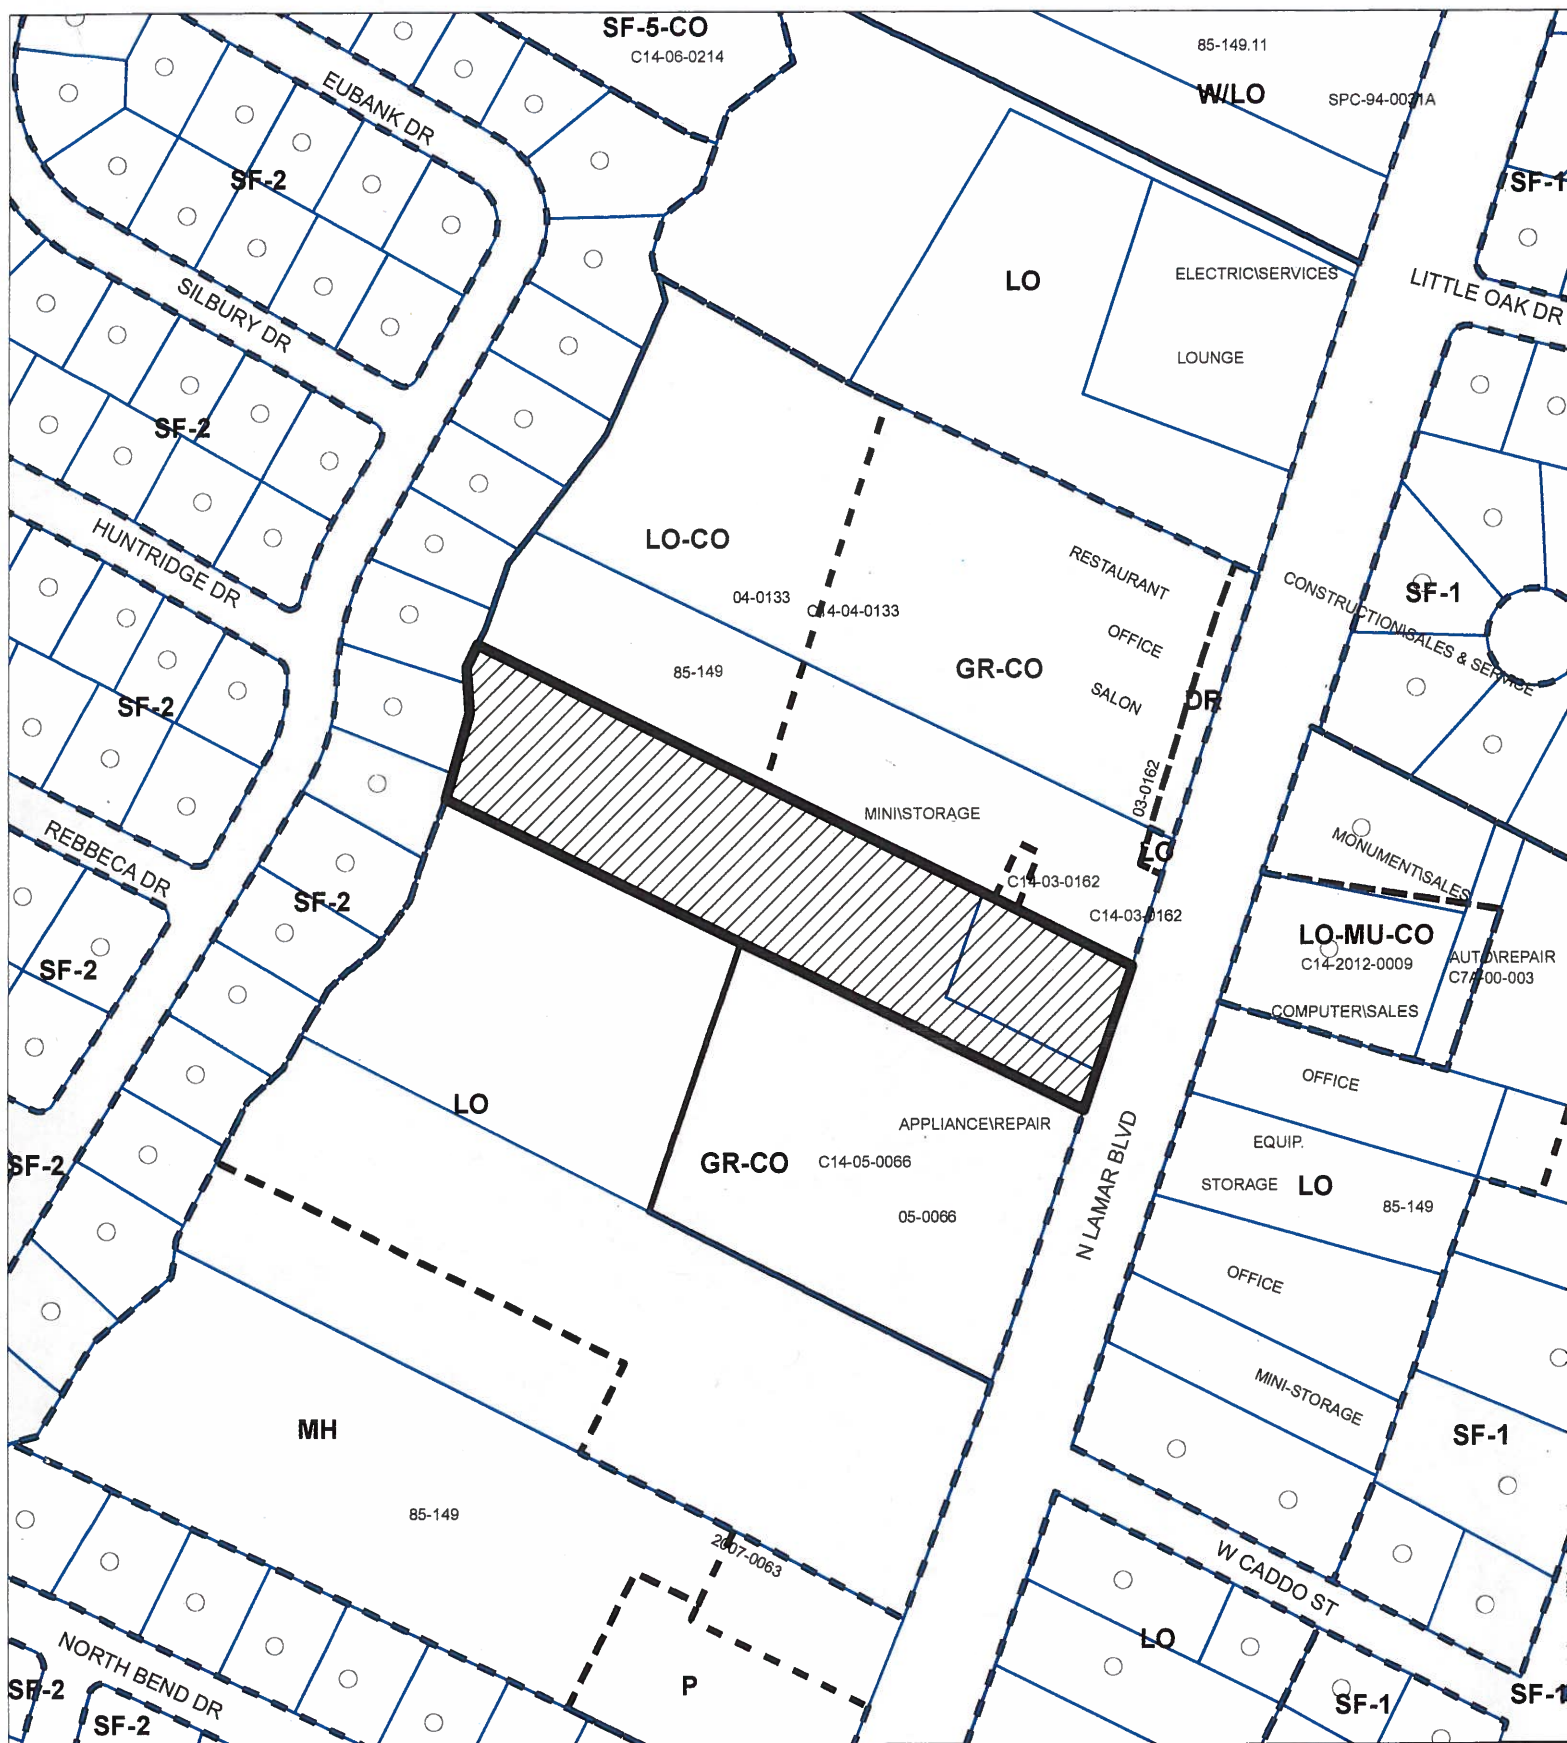 SF-5-CO
C14-06-0214
85-149.11
W/LO
SPC-94-0031A
EUBANK DR
SF-2
SF-1
LO
ELECTRIC\SERVICES
LITTLE OAK DR
SILBURY DR
LOUNGE
SF-2
HUNTRIDGE DR
LO-CO
RESTAURANT
CONSTRUCTION\SALES & SERVICE
SF-1
04-0133
C14-04-0133
OFFICE
85-149
GR-CO
SALON
DR
SF-2
03-0162
MINI\STORAGE
MONUMENT\SALES
REBBECA DR
LO
C14-03-0162
SF-2
C14-03-0162
LO-MU-CO
C14-2012-0009
AUTO\REPAIR
C7A-00-003
SF-2
COMPUTER\SALES
OFFICE
LO
APPLIANCE\REPAIR
EQUIP.
SF-2
GR-CO
C14-05-0066
N LAMAR BLVD
STORAGE
LO
85-149
05-0066
OFFICE
MINI-STORAGE
MH
SF-1
85-149
2007-0063
W CADDO ST
LO
NORTH BEND DR
SF-2
P
SF-1
SF-1
SF-2